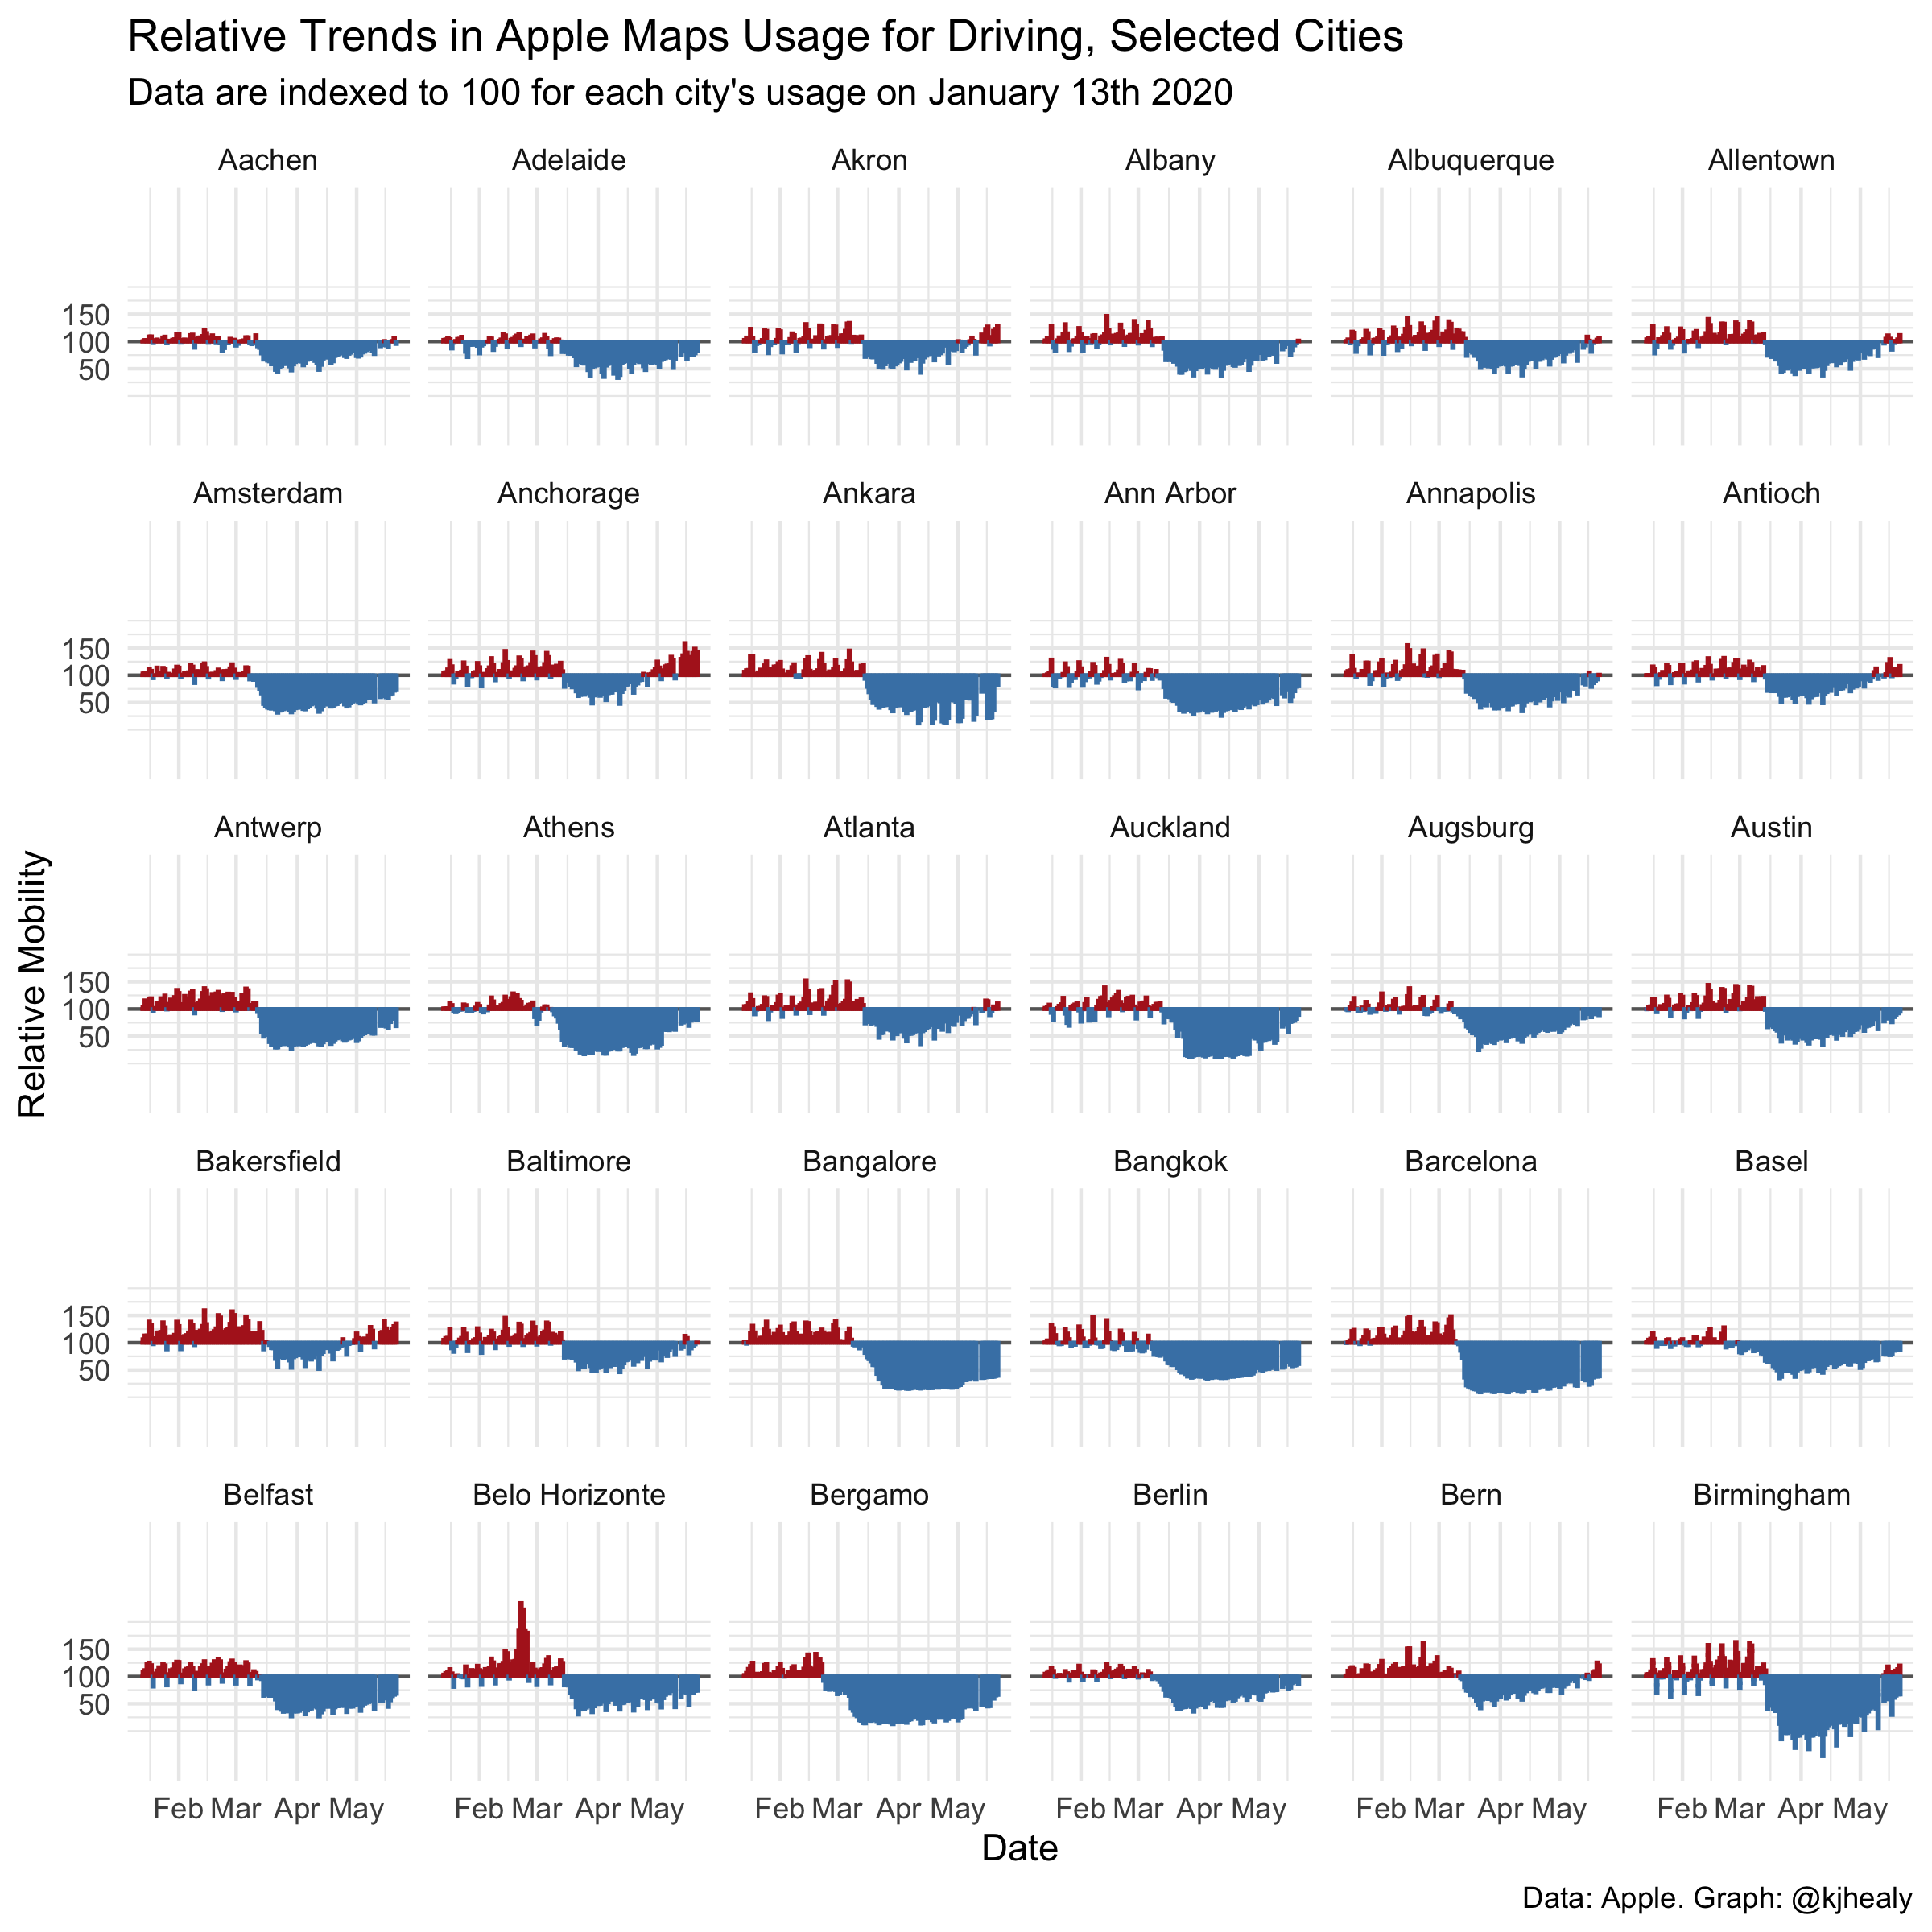 Relative Trends in Apple Maps Usage for Driving, Selected Cities
Data are indexed to 100 for each city's usage on January 13th 2020
Aachen Adelaide Akron Albany Albuquerque Allentown
150
100
50
Amsterdam Anchorage Ankara Ann Arbor Annapolis Antioch
150
100
50
Antwerp Athens Atlanta Auckland Augsburg Austin
150
100
50
Relative Mobility
Bakersfield Baltimore Bangalore Bangkok Barcelona Basel
150
100
50
Belfast Belo Horizonte Bergamo Berlin Bern Birmingham
150
100
50
Feb Mar Apr May Feb Mar Apr May Feb Mar Apr May Feb Mar Apr May Feb Mar Apr May Feb Mar Apr May
Date
Data: Apple. Graph: @kjhealy